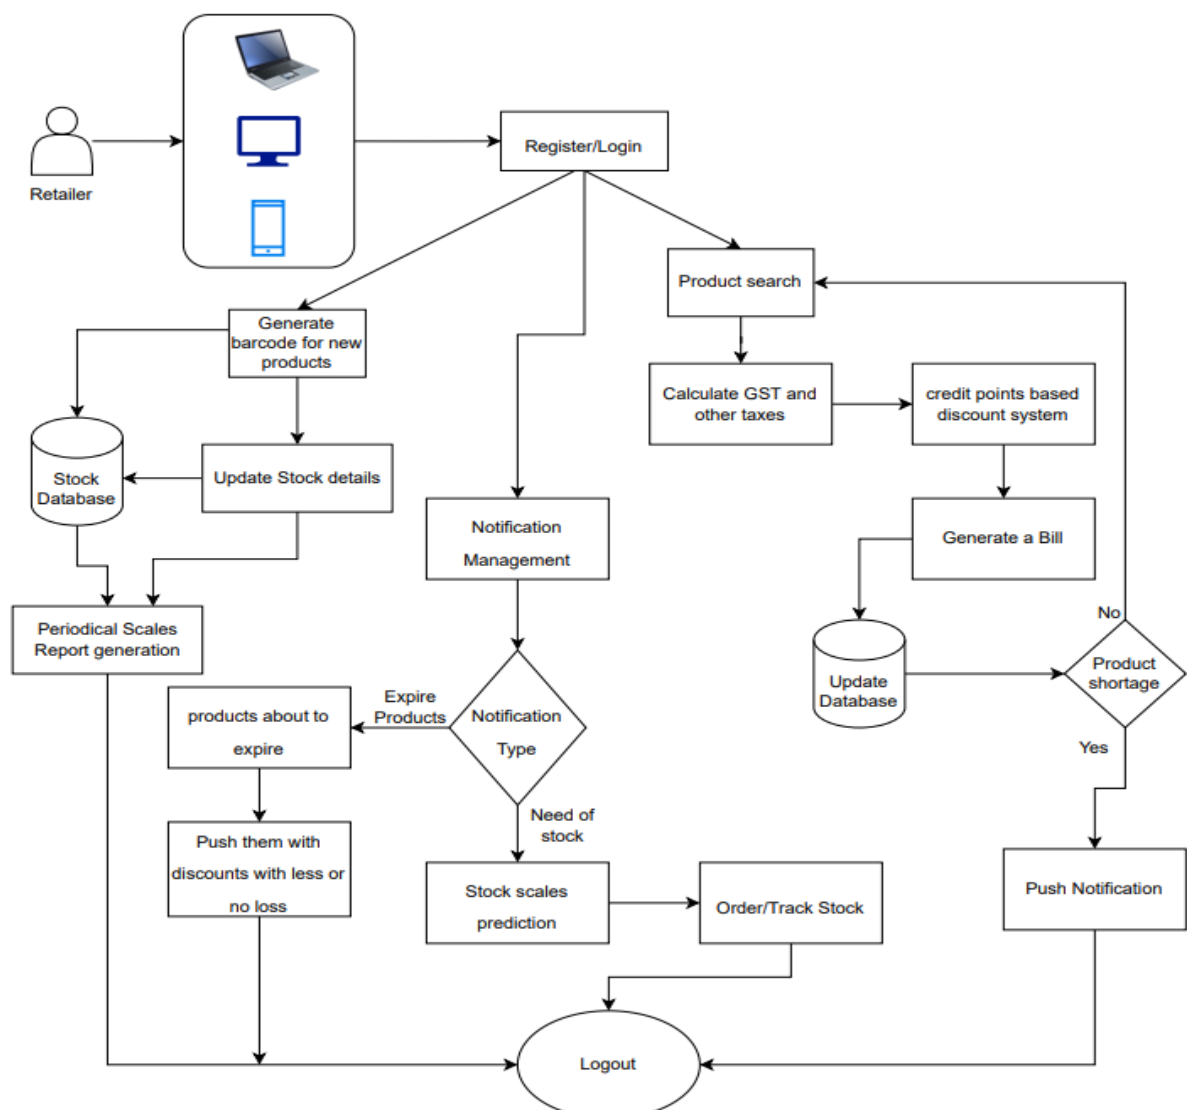 Retailer
Register/Login
Product search
Generate
barcode for new
products
Calculate GST and
other taxes
credit points based
discount system
Stock
Database
Update Stock details
Notification
Management
Generate a Bill
Periodical Scales
Report generation
No
Product
shortage
Update
Database
Expire
Products
Notification
Type
products about to
expire
Yes
Need of
stock
Push them with
discounts with less or
no loss
Stock scales
prediction
Order/Track Stock
Push Notification
Logout